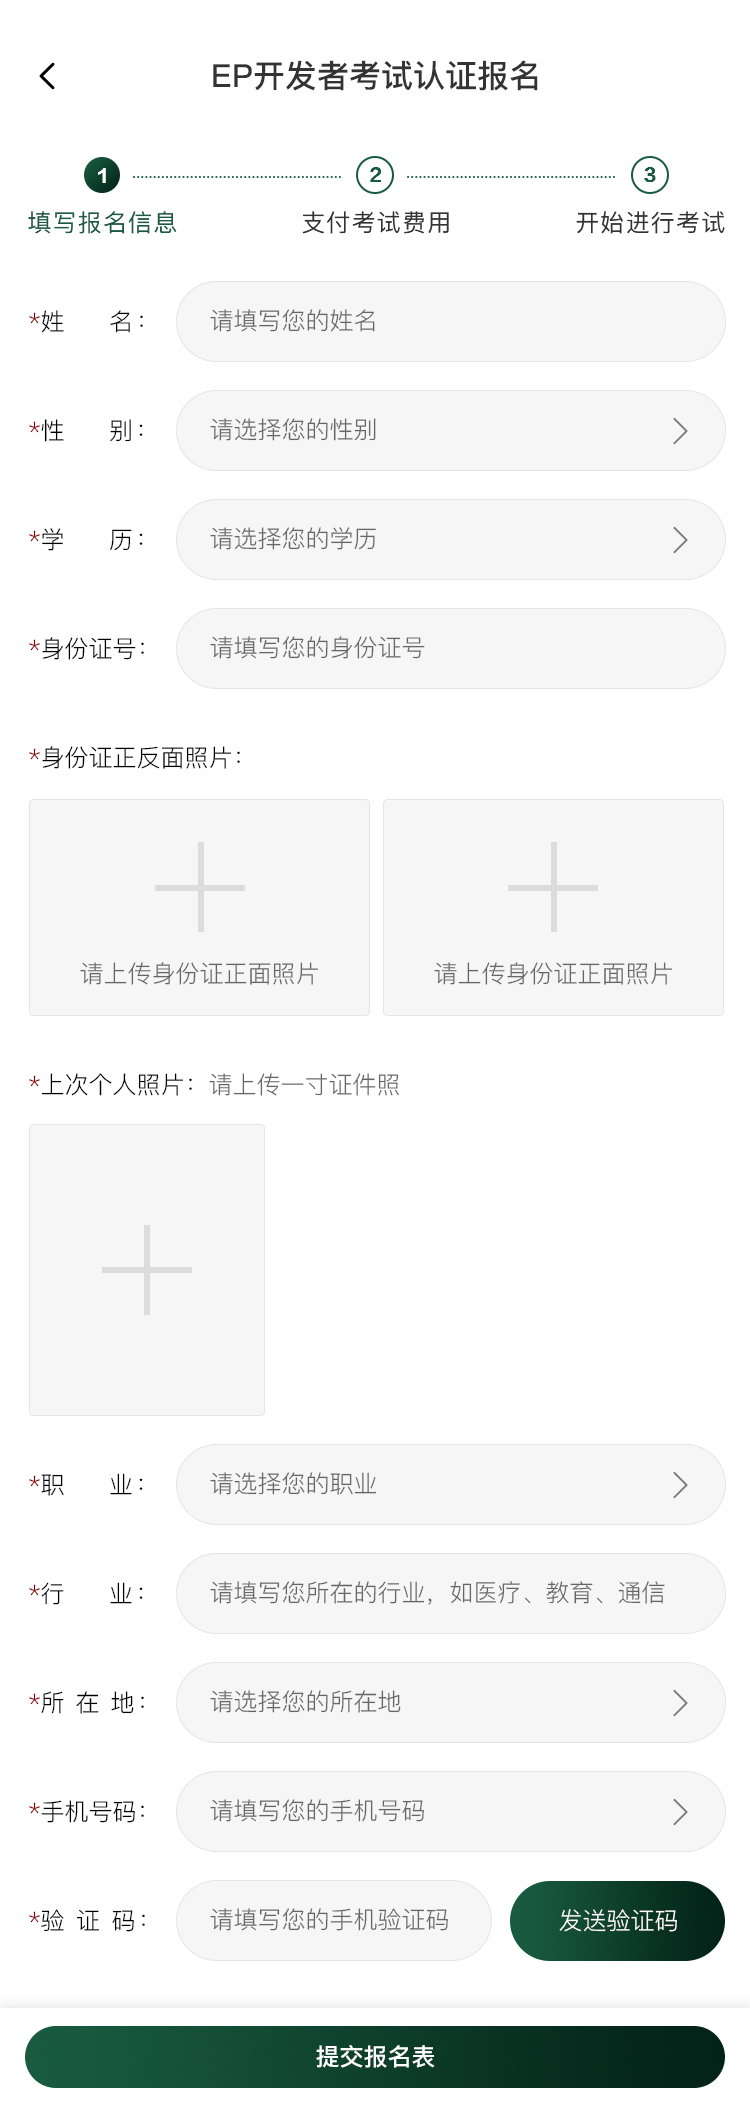 EP开发者考试认证报名
1 2 3
填写报名信息 支付考试费用 开始进行考试
*姓 名： 请填写您的姓名
*性 别： 请选择您的性别
*学 历： 请选择您的学历
*身份证号： 请填写您的身份证号
*身份证正反面照片：
请上传身份证正面照片 请上传身份证正面照片
*上次个人照片： 请上传一寸证件照
*职 业： 请选择您的职业
*行 业： 请填写您所在的行业，如医疗、教育、通信
*所 在 地： 请选择您的所在地
*手机号码： 请填写您的手机号码
*验 证 码： 请填写您的手机验证码 发送验证码
提交报名表